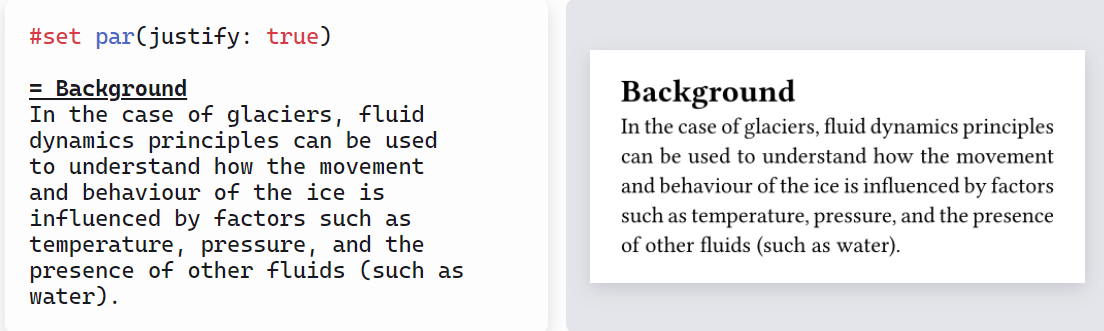 #set par(justify: true)
= Background
In the case of glaciers, fluid
dynamics principles can be used
to understand how the movement
and behaviour of the ice is
influenced by factors such as
temperature, pressure, and the
presence of other fluids (such as
water).
Background
In the case of glaciers, fluid dynamics principles
can be used to understand how the movement
and behaviour of the ice is influenced by factors
such as temperature, pressure, and the presence
of other fluids (such as water).